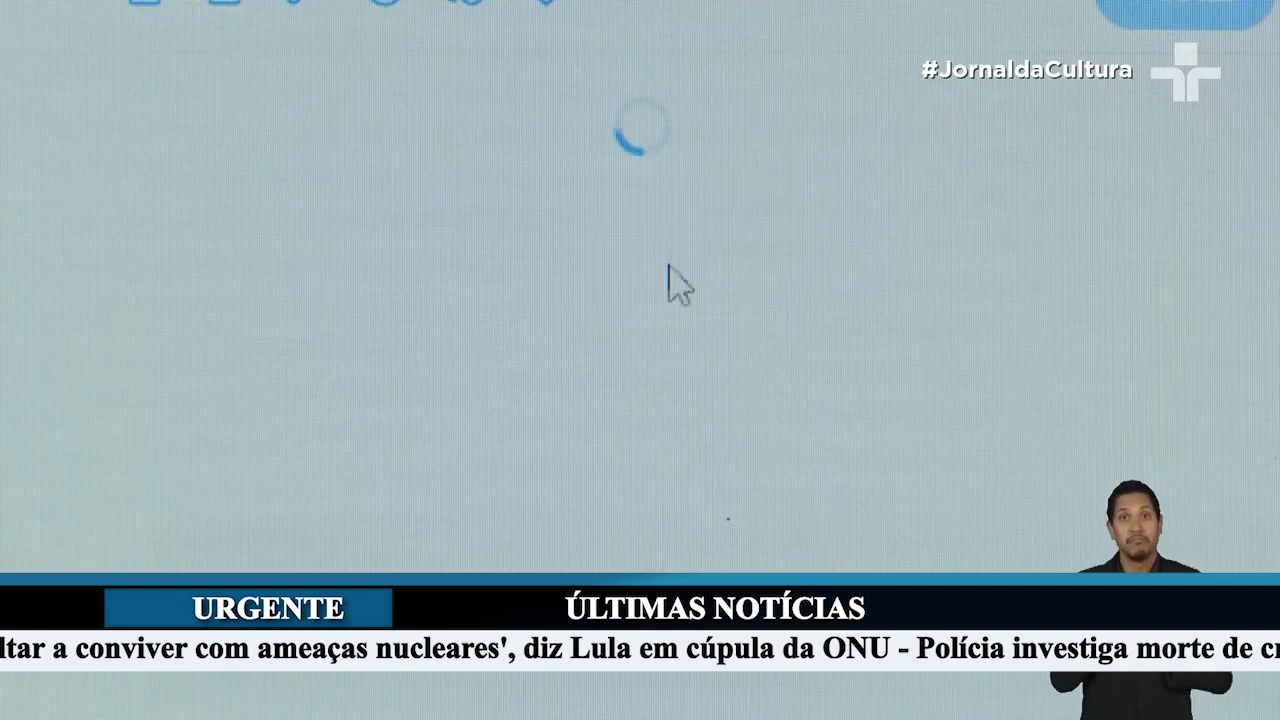 #JornaldaCultura
URGENTE
ÚLTIMAS NOTÍCIAS
ltar a conviver com ameaças nucleares', diz Lula em cúpula da ONU - Polícia investiga morte de